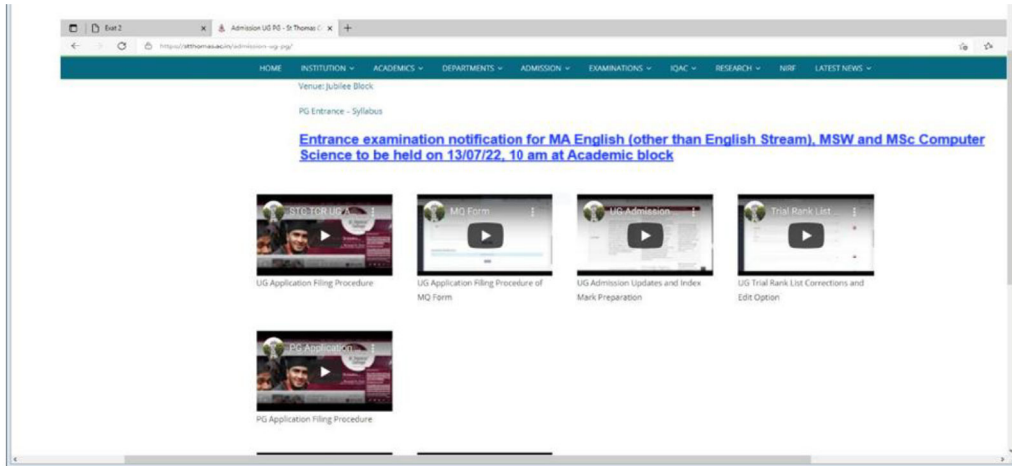 Exat 2
Admission UG PG - St Thomas C
https://stthomas.ac.in/admission-ug-pg/
HOME INSTITUTION ACADEMICS DEPARTMENTS ADMISSION EXAMINATIONS IQAC RESEARCH NIRF LATEST NEWS
Venue: Jubilee Block
PG Entrance - Syllabus
Entrance examination notification for MA English (other than English Stream), MSW and MSc Computer
Science to be held on 13/07/22, 10 am at Academic block
STC TCR UG A...
MQ Form
UG Admission
Trial Rank List ...
UG Application Filing Procedure
UG Application Filing Procedure of
MQ Form
UG Admission Updates and Index
Mark Preparation
UG Trial Rank List Corrections and
Edit Option
PG Application ...
PG Application Filing Procedure